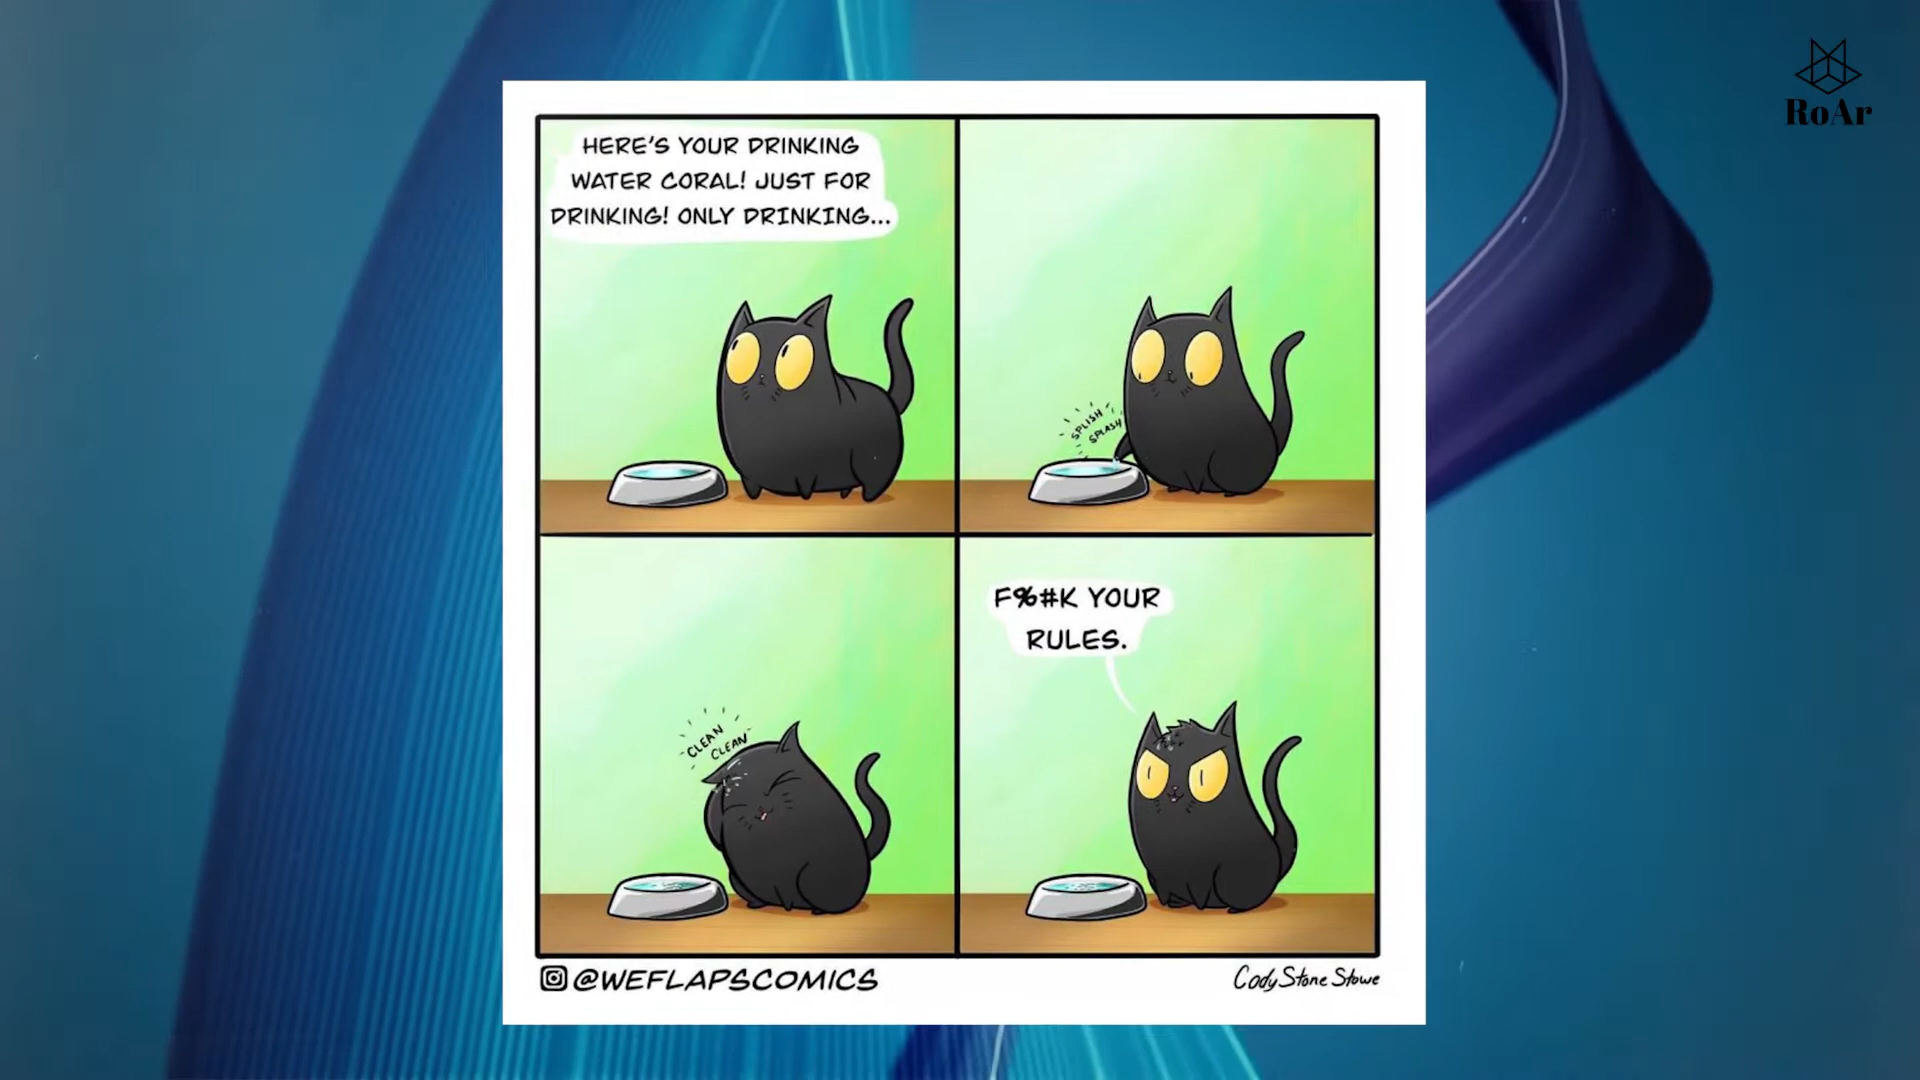 RoAr
HERE'S YOUR DRINKING
WATER CORAL! JUST FOR
DRINKING! ONLY DRINKING...
SPLISH
SPLASH
CLEAN
CLEAN
F%#K YOUR
RULES.
@WEFLAPSCOMICS
Cody Stone Stowe